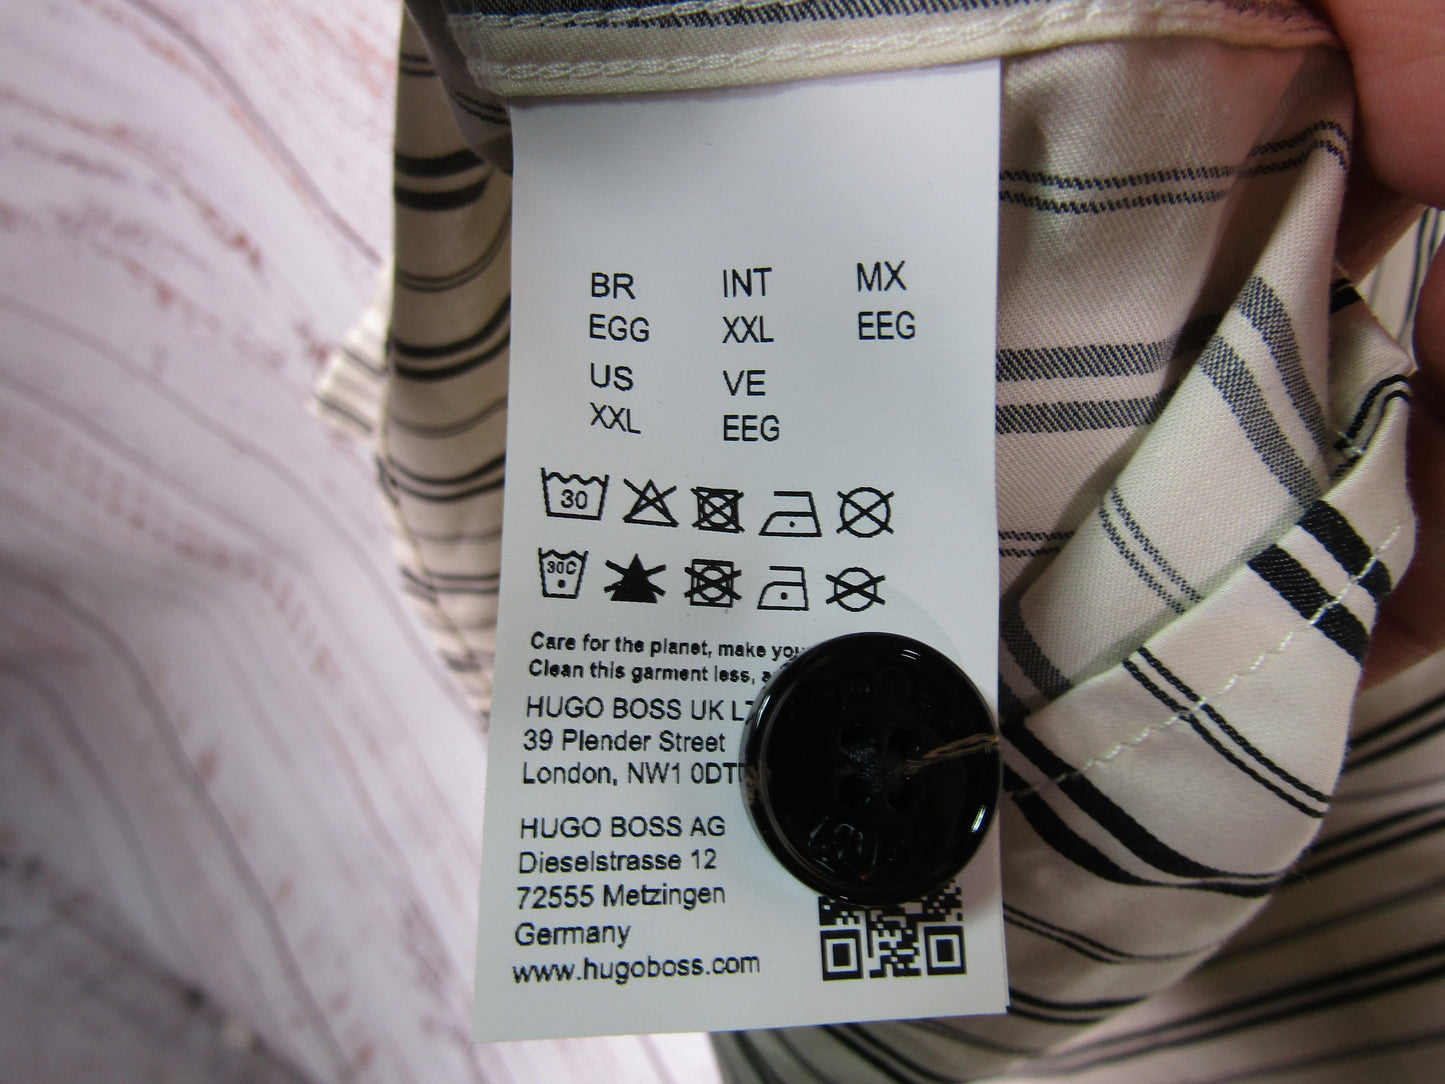 BR INT MX
EGG XXL EEG
US VE
XXL EEG
30
30C
Care for the planet, make
Clean this garment less,
HUGO BOSS UK
39 Plender Street
London, NW1 0DT
HUGO BOSS AG
Dieselstrasse 12
72555 Metzingen
Germany
www.hugoboss.com
HUGO